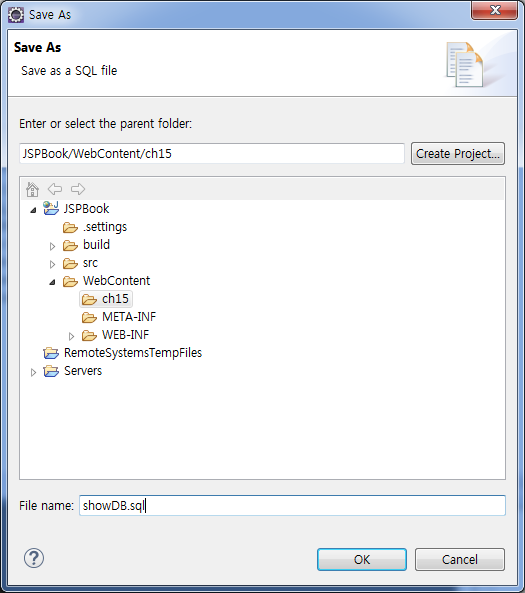 Save As
Save As
Save as a SQL file
Enter or select the parent folder:
JSPBook/WebContent/ch15
Create Project...
JSPBook
.settings
build
src
WebContent
ch15
META-INF
WEB-INF
RemoteSystemsTempFiles
Servers
File name: showDB.sql
OK
Cancel